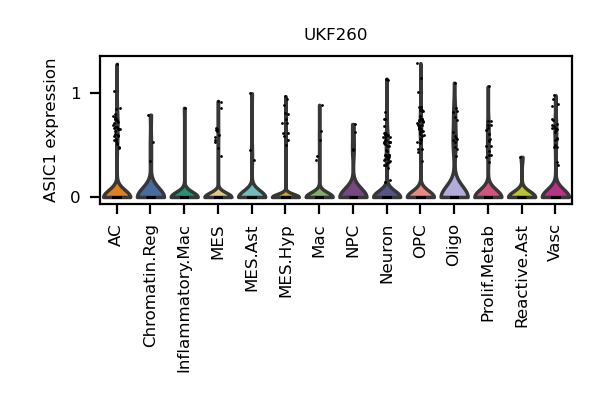 UKF260
ASIC1 expression
1
0
AC
Chromatin.Reg
Inflammatory.Mac
MES
MES.Ast
MES.Hyp
Mac
NPC
Neuron
OPC
Oligo
Prolif.Metab
Reactive.Ast
Vasc